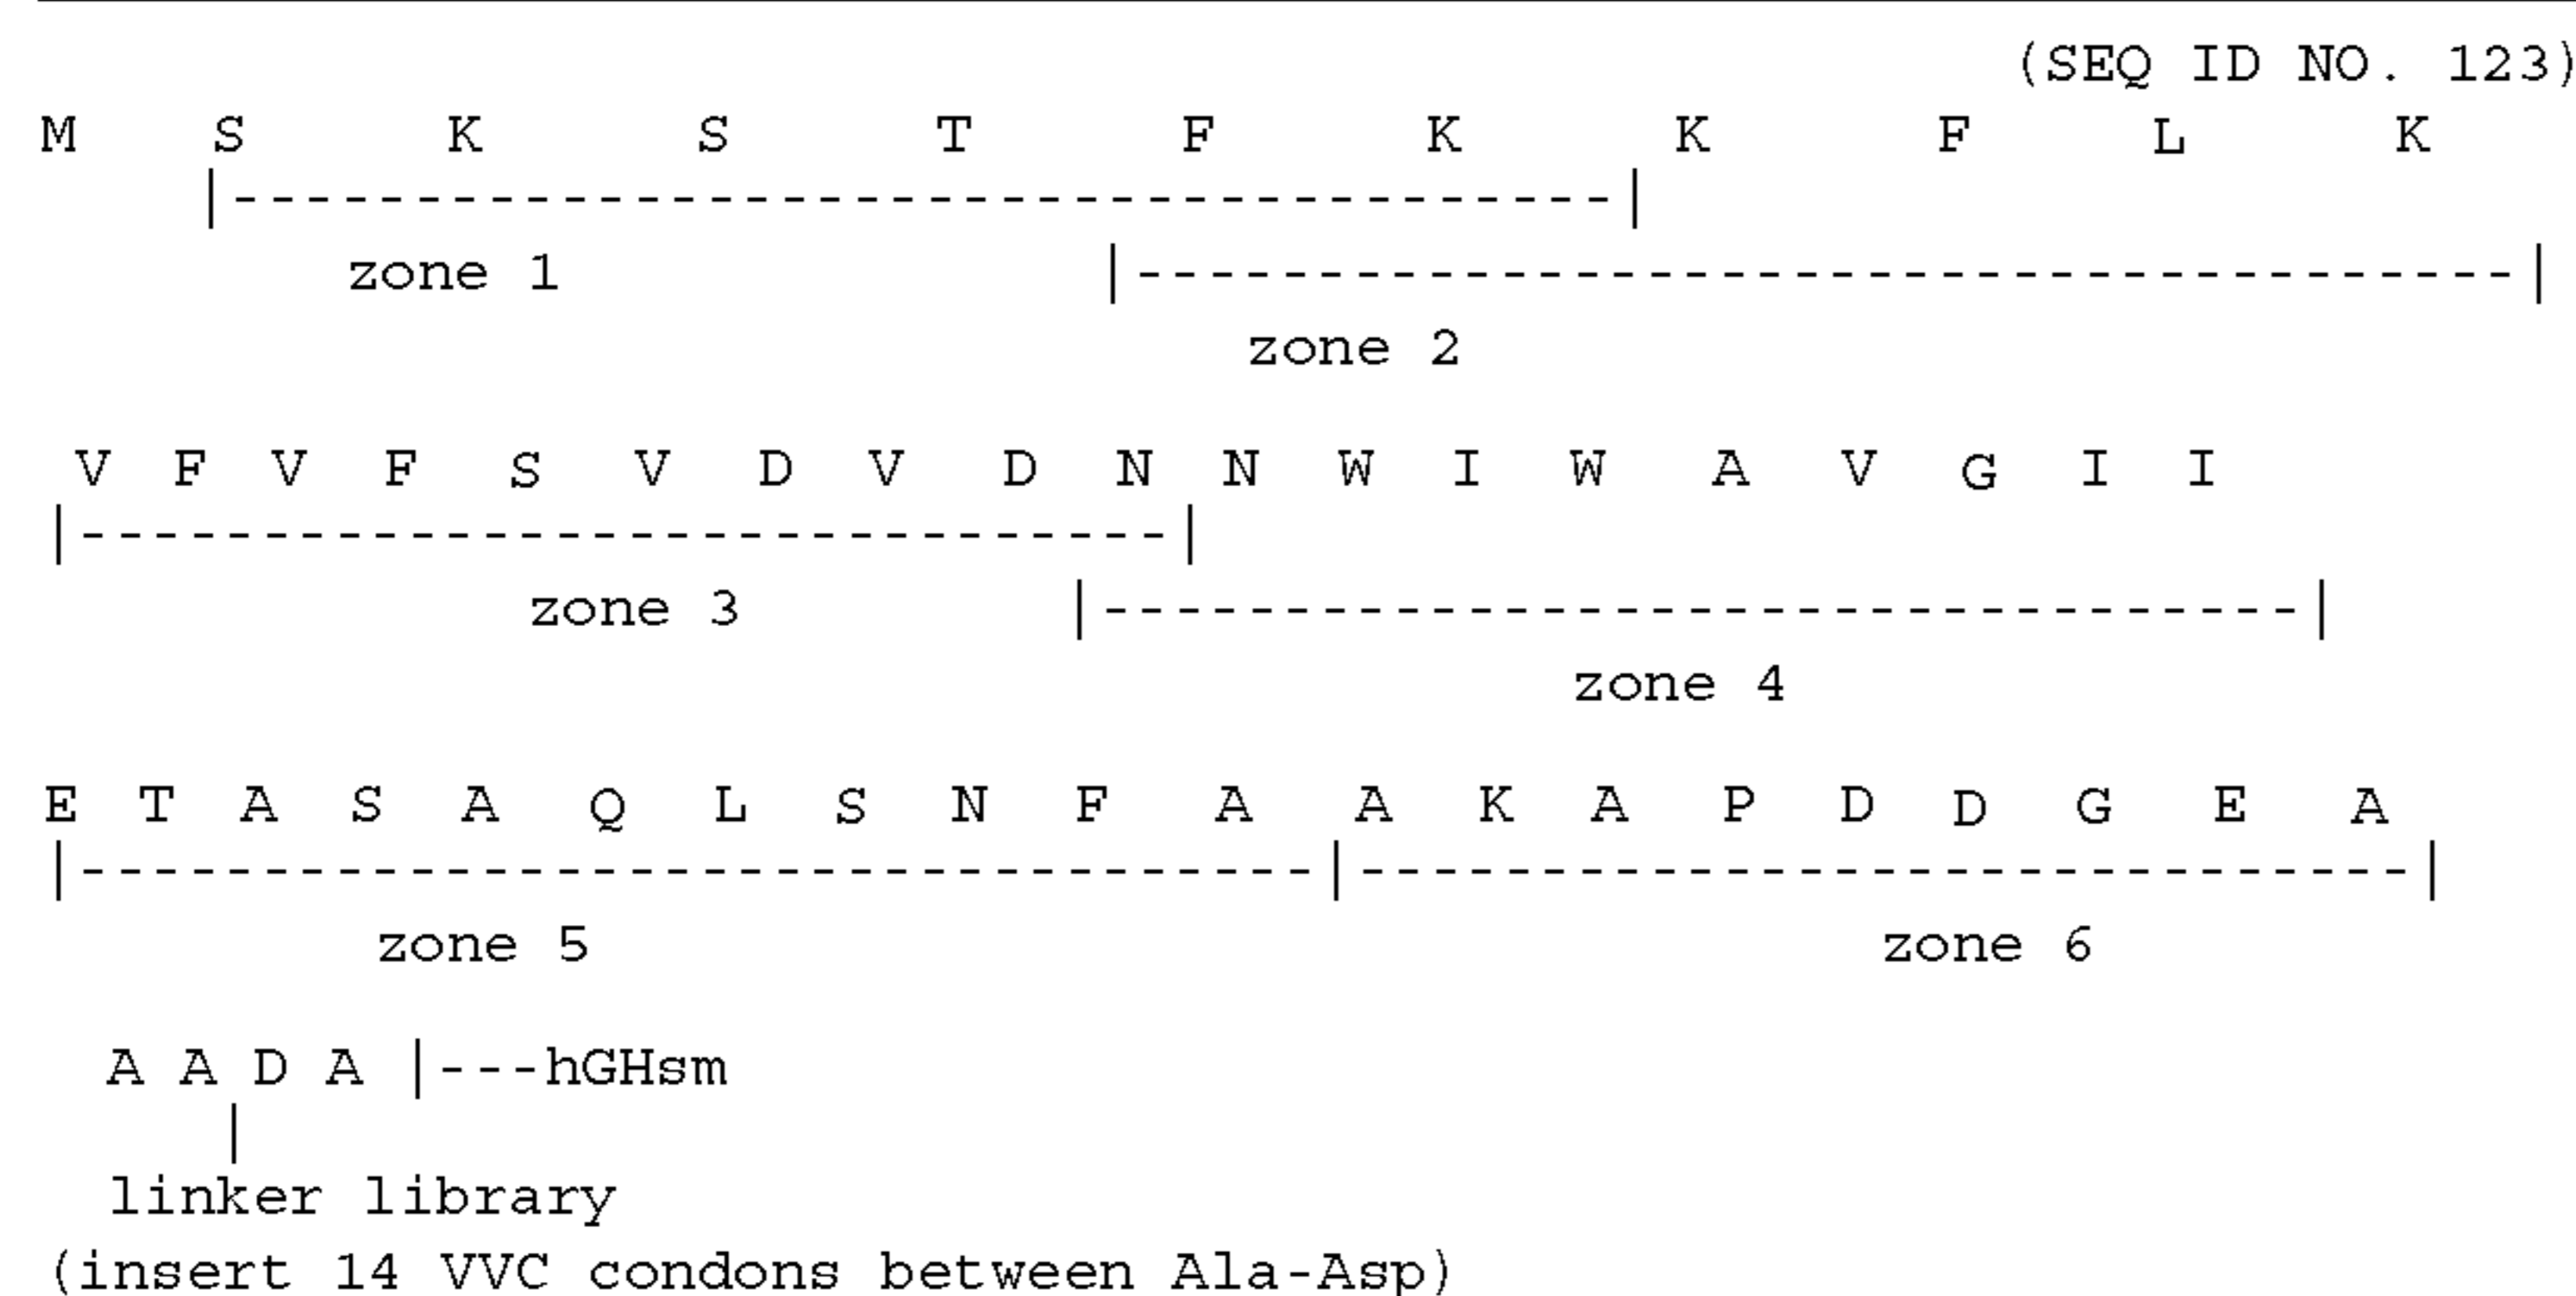 (SEQ ID NO. 123)
M S K S T F K K F L K
|--------------------------------------|
zone 1 |--------------------------------------|
zone 2
V F V F S V D V D N N W I W A V G I I
|------------------------------|
zone 3 |---------------------------------|
zone 4
E T A S A Q L S N F A A K A P D D G E A
|----------------------------------|-----------------------------|
zone 5 zone 6
A A D A |---hGHsm
|
linker library
(insert 14 VVC condons between Ala-Asp)